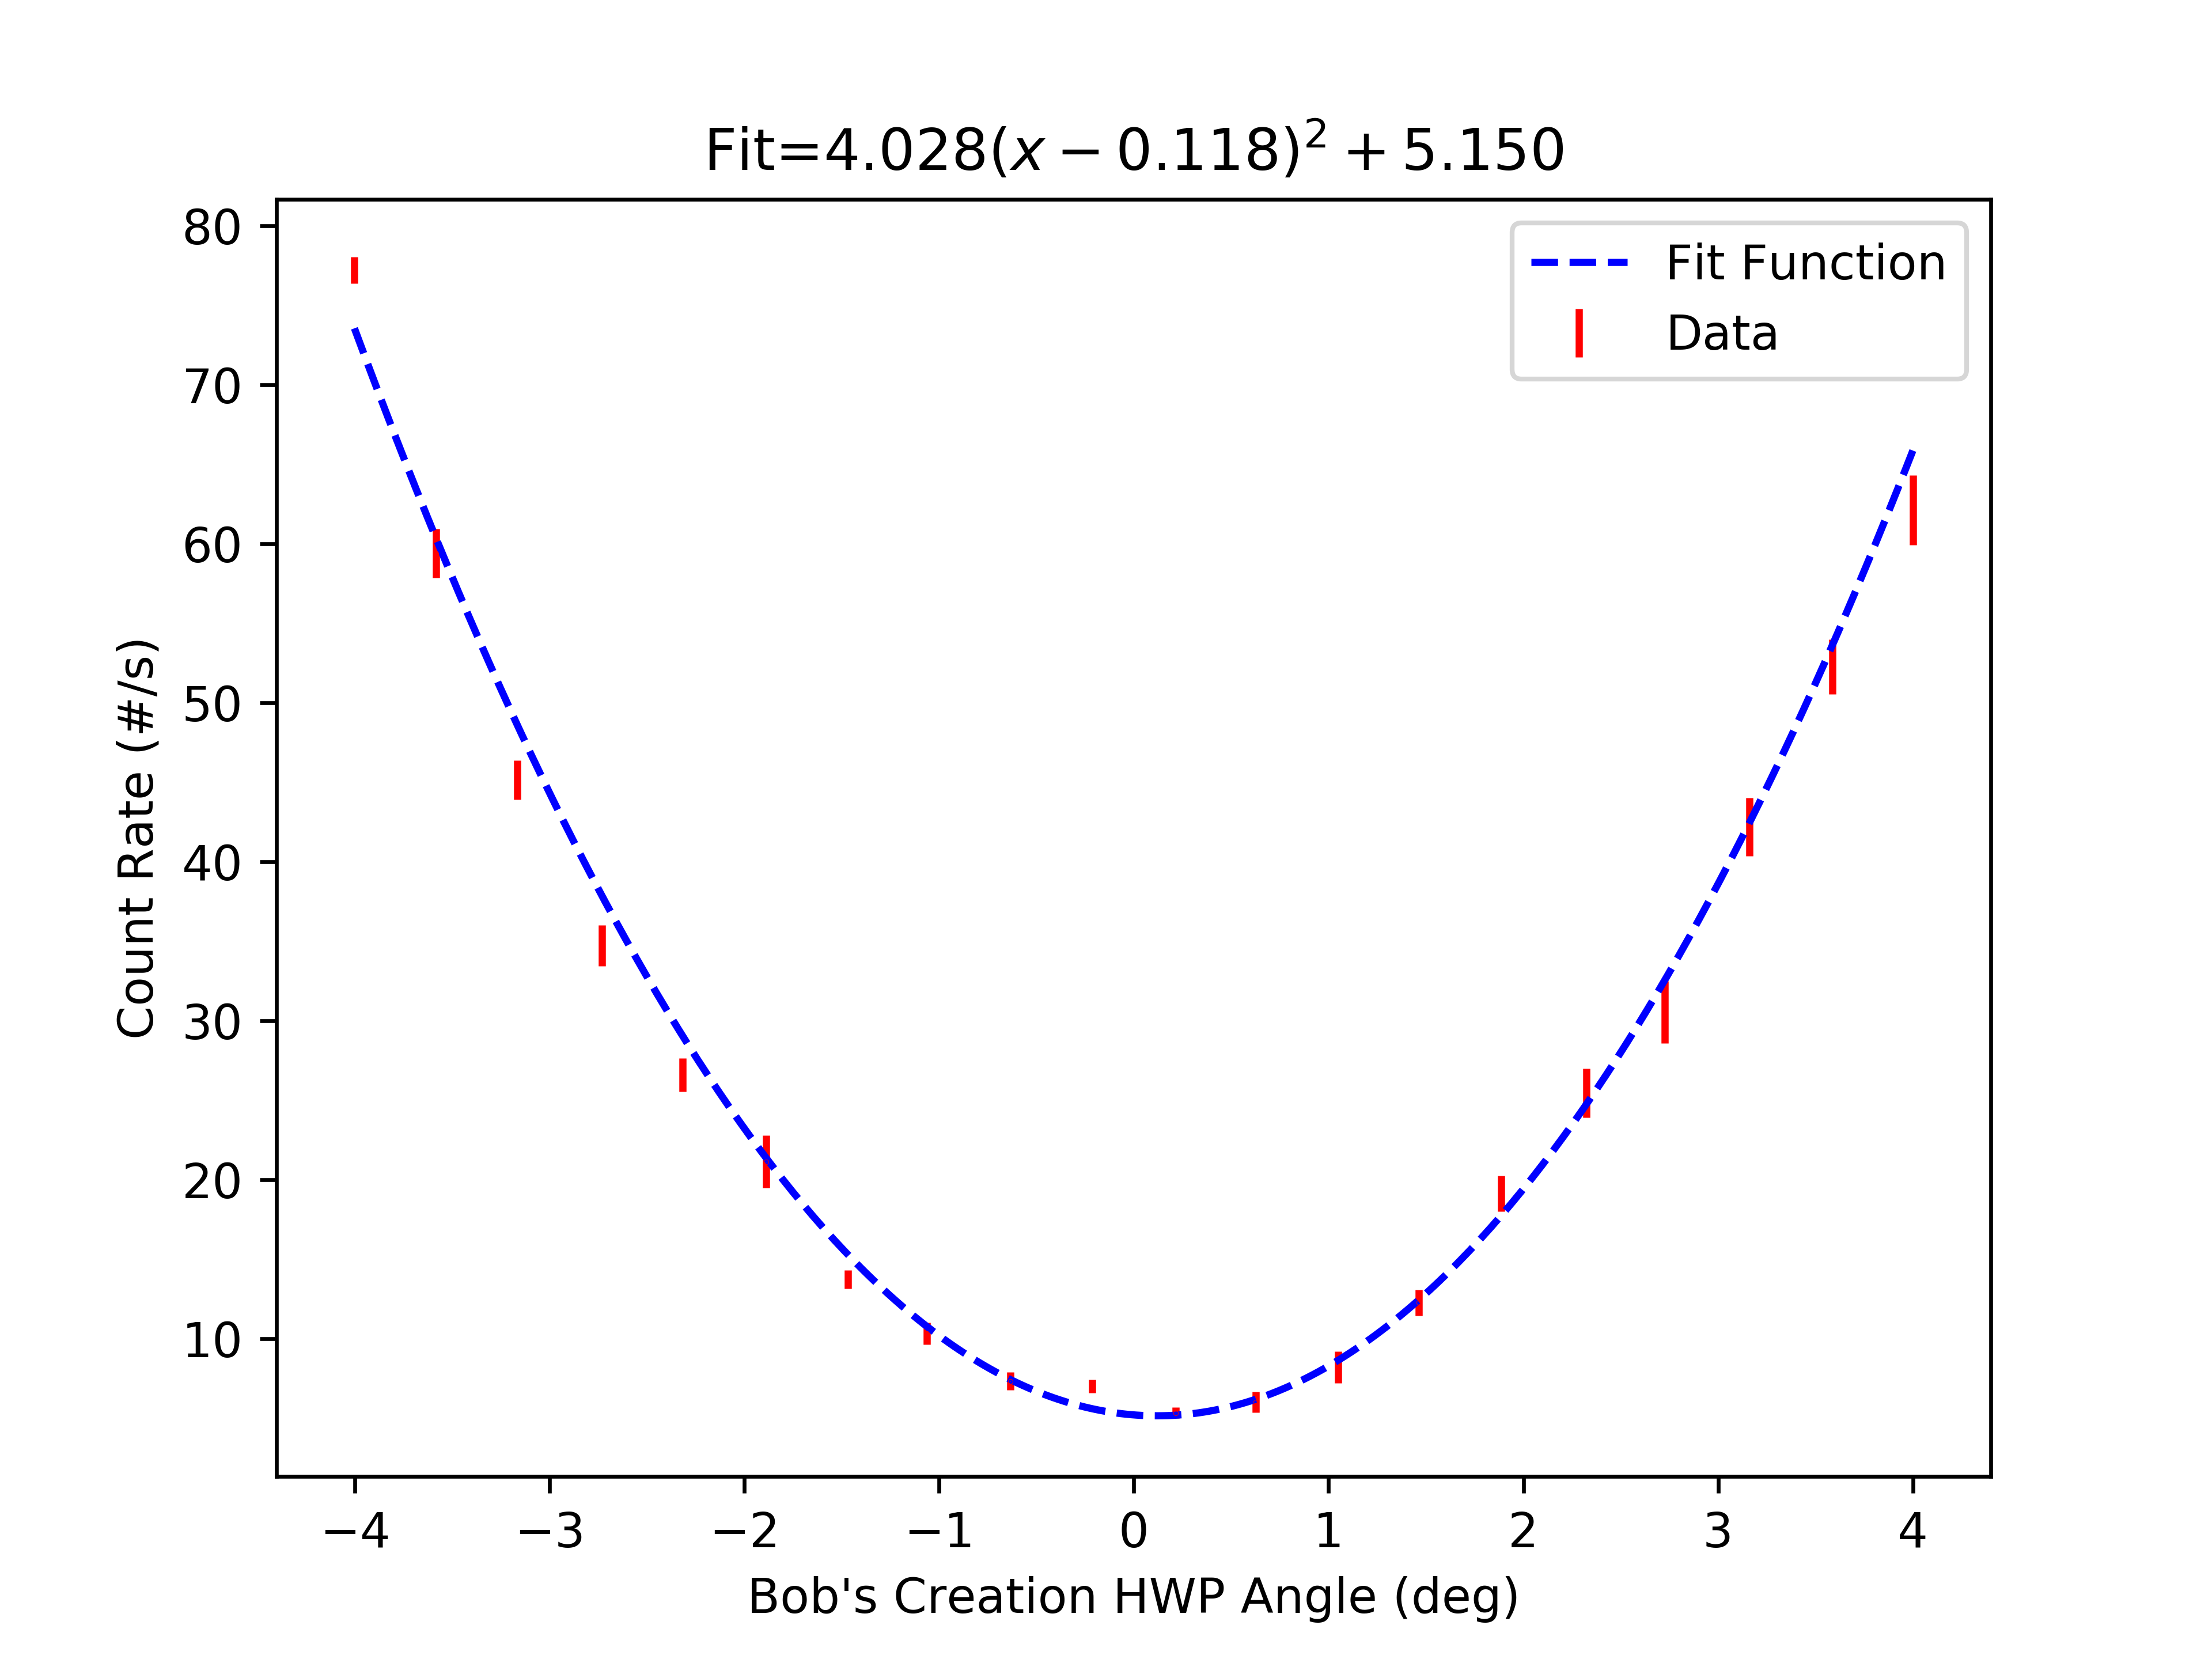 Fit=4.028(x − 0.118)² + 5.150
Fit Function
Data
80
70
60
50
40
30
20
10
Count Rate (#/s)
−4 −3 −2 −1 0 1 2 3 4
Bob's Creation HWP Angle (deg)